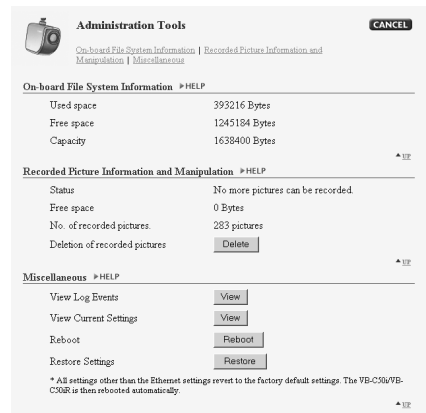 Administration Tools
CANCEL
On-board File System Information | Recorded Picture Information and
Manipulation | Miscellaneous
On-board File System Information ▶HELP
Used space 393216 Bytes
Free space 1245184 Bytes
Capacity 1638400 Bytes
▲UP
Recorded Picture Information and Manipulation ▶HELP
Status No more pictures can be recorded.
Free space 0 Bytes
No. of recorded pictures. 283 pictures
Deletion of recorded pictures Delete
▲UP
Miscellaneous ▶HELP
View Log Events View
View Current Settings View
Reboot Reboot
Restore Settings Restore
* All settings other than the Ethernet settings revert to the factory default settings. The VB-C50i/VB-
C50iR is then rebooted automatically.
▲UP